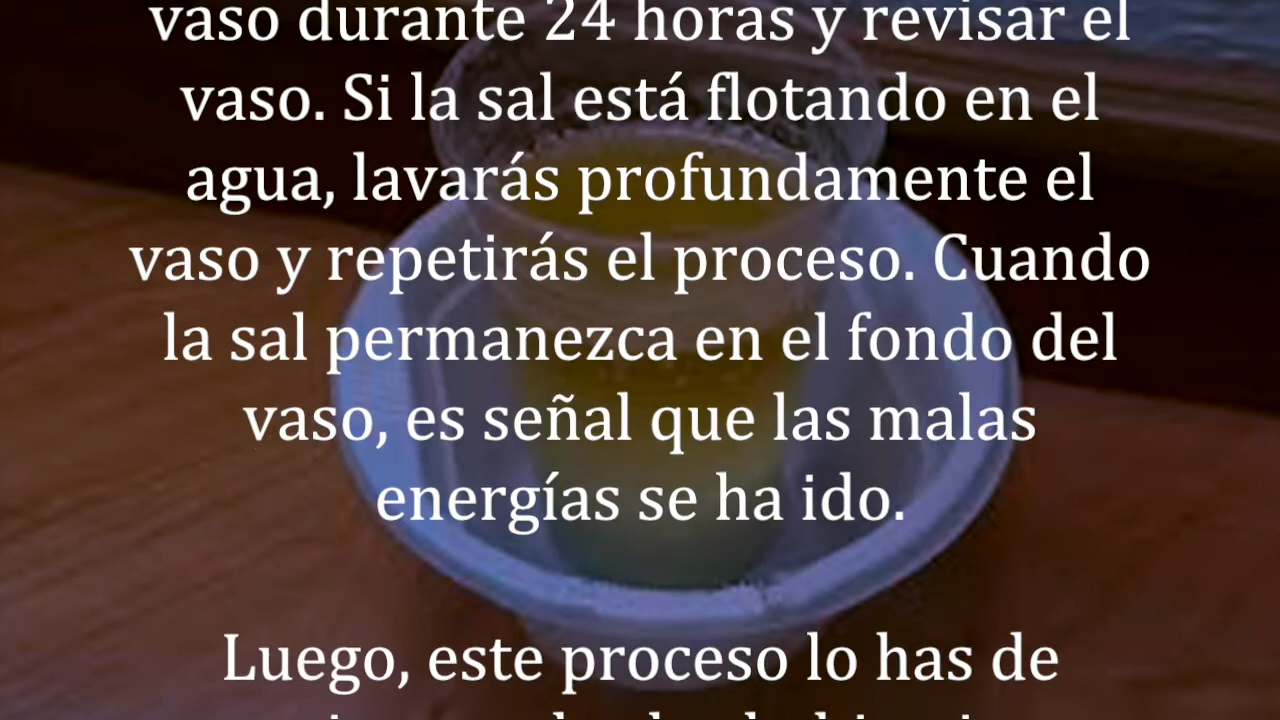 vaso durante 24 horas y revisar el
vaso. Si la sal está flotando en el
agua, lavarás profundamente el
vaso y repetirás el proceso. Cuando
la sal permanezca en el fondo del
vaso, es señal que las malas
energías se ha ido.
Luego, este proceso lo has de